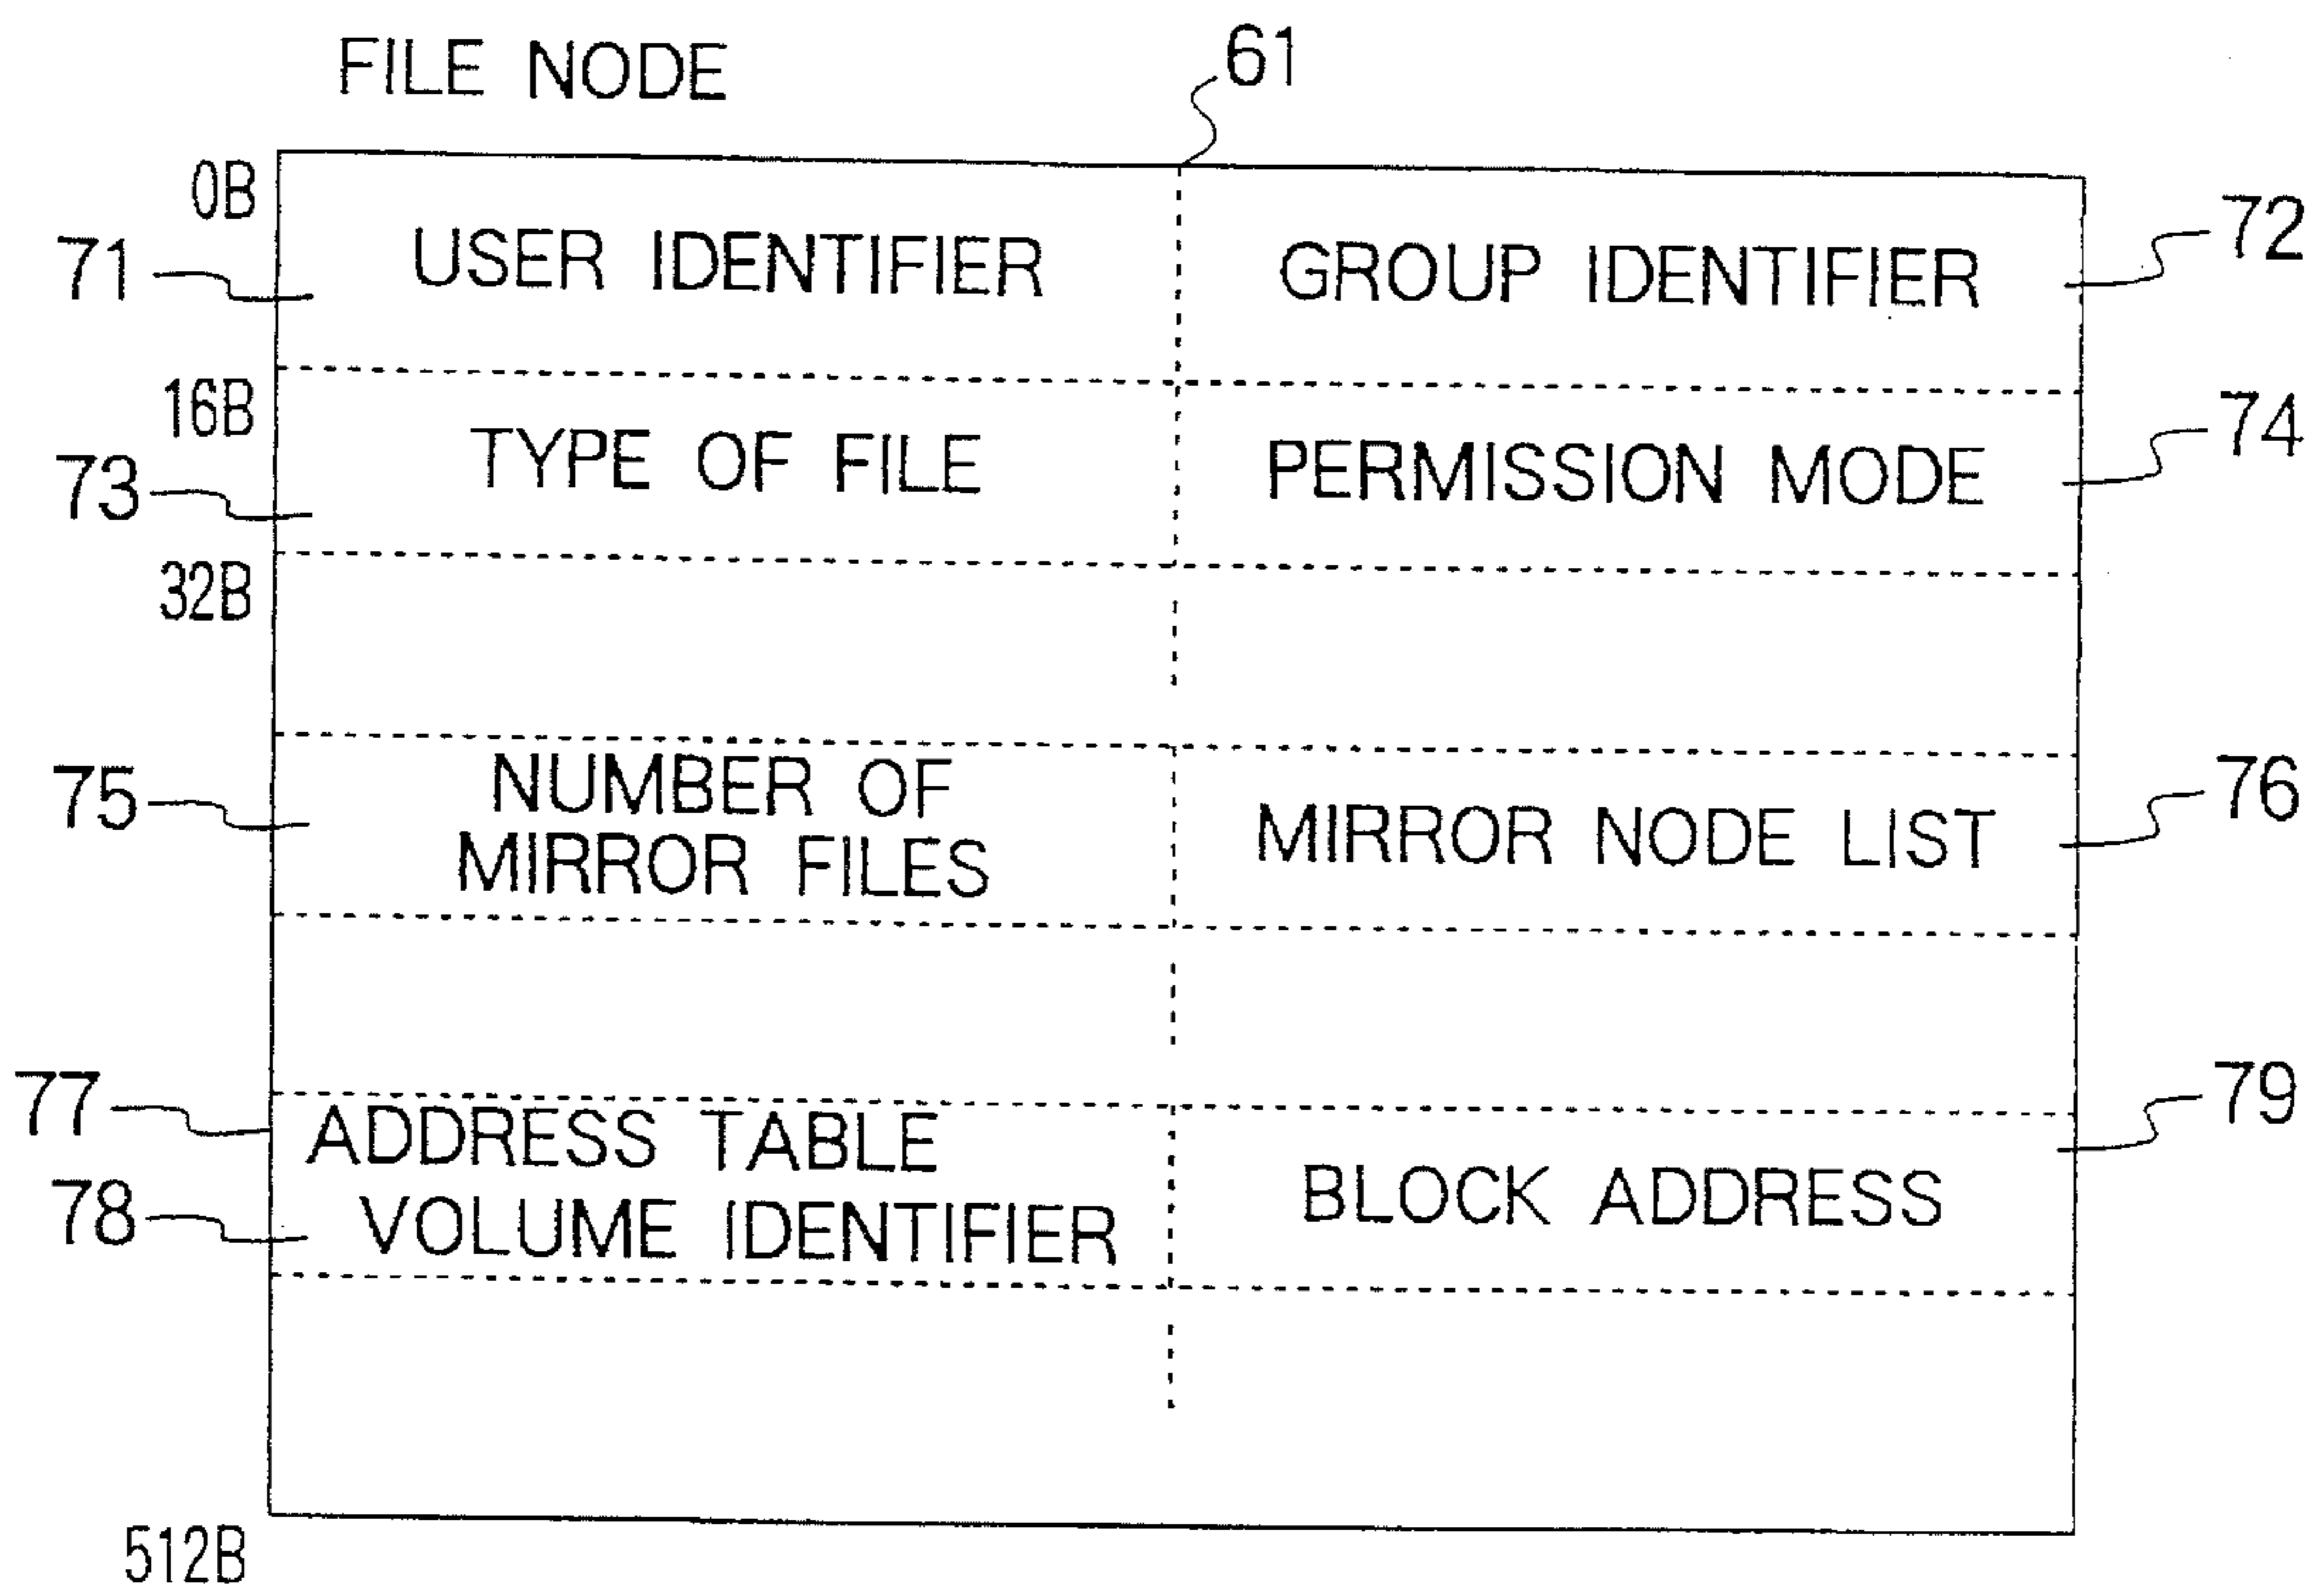 FILE NODE
61
0B
71
USER IDENTIFIER
GROUP IDENTIFIER
72
16B
73
TYPE OF FILE
PERMISSION MODE
74
32B
75
NUMBER OF
MIRROR FILES
MIRROR NODE LIST
76
77
ADDRESS TABLE
78
VOLUME IDENTIFIER
BLOCK ADDRESS
79
512B